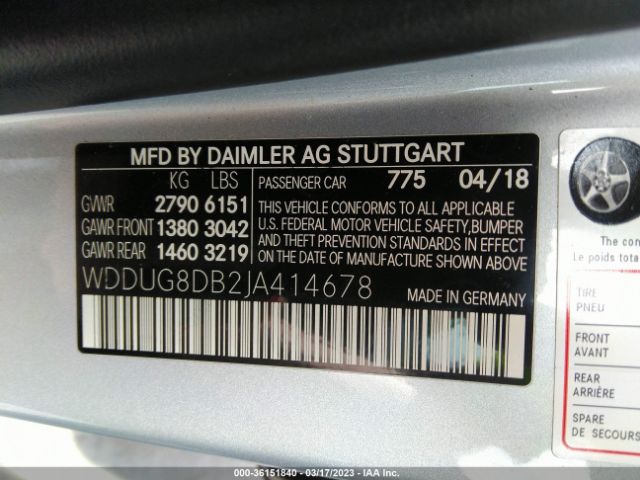 MFD BY DAIMLER AG STUTTGART
KG LBS
GVWR 2790 6151
GAWR FRONT 1380 3042
GAWR REAR 1460 3219
PASSENGER CAR 775 04/18
THIS VEHICLE CONFORMS TO ALL APPLICABLE
U.S. FEDERAL MOTOR VEHICLE SAFETY, BUMPER
AND THEFT PREVENTION STANDARDS IN EFFECT
ON THE DATE OF MANUFACTURE SHOWN ABOVE
WDDUG8DB2JA414678
MADE IN GERMANY
The com
Le poids total
TIRE
PNEU
FRONT
AVANT
REAR
ARRIÈRE
SPARE
DE SECOURS
000-36151840 - 03/17/2023 - IAA Inc.